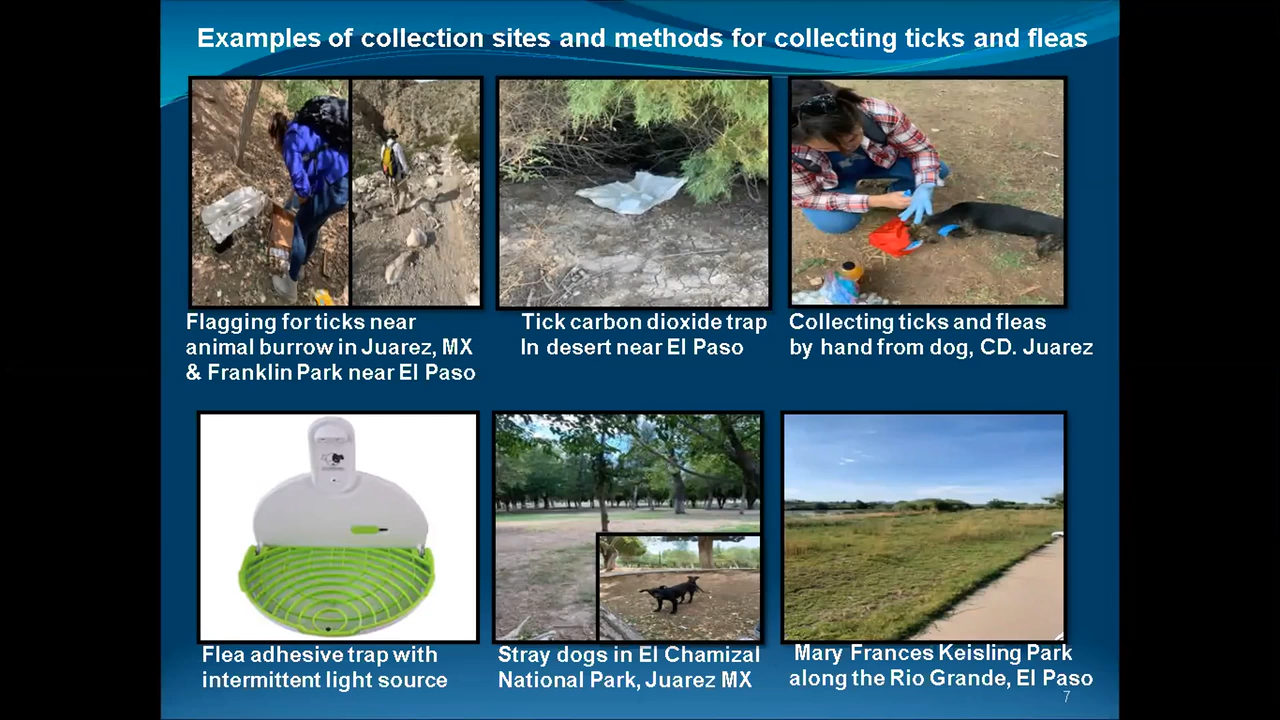 Examples of collection sites and methods for collecting ticks and fleas
Flagging for ticks near
animal burrow in Juarez, MX
& Franklin Park near El Paso
Tick carbon dioxide trap
In desert near El Paso
Collecting ticks and fleas
by hand from dog, CD. Juarez
Flea adhesive trap with
intermittent light source
Stray dogs in El Chamizal
National Park, Juarez MX
Mary Frances Keisling Park
along the Rio Grande, El Paso
7